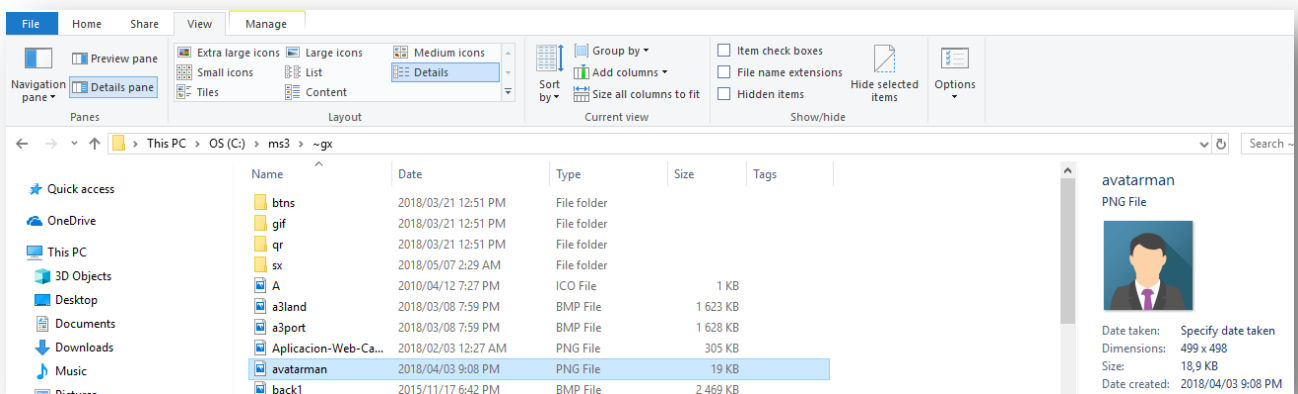 File Home Share View Manage
Navigation pane
Preview pane
Details pane
Panes
Extra large icons Large icons Medium icons
Small icons List Details
Tiles Content
Layout
Sort by
Group by
Add columns
Size all columns to fit
Current view
Item check boxes
File name extensions
Hidden items
Hide selected items
Show/hide
Options
This PC > OS (C:) > ms3 > ~gx
Search ~
Quick access
OneDrive
This PC
3D Objects
Desktop
Documents
Downloads
Music
Name Date Type Size Tags
btns 2018/03/21 12:51 PM File folder
gif 2018/03/21 12:51 PM File folder
qr 2018/03/21 12:51 PM File folder
sx 2018/05/07 2:29 AM File folder
A 2010/04/12 7:27 PM ICO File 1 KB
a3land 2018/03/08 7:59 PM BMP File 1 623 KB
a3port 2018/03/08 7:59 PM BMP File 1 628 KB
Aplicacion-Web-Ca... 2018/02/03 12:27 AM PNG File 305 KB
avatarman 2018/04/03 9:08 PM PNG File 19 KB
back1 2015/11/17 6:42 PM BMP File 2 469 KB
avatarman
PNG File
Date taken: Specify date taken
Dimensions: 499 x 498
Size: 18,9 KB
Date created: 2018/04/03 9:08 PM